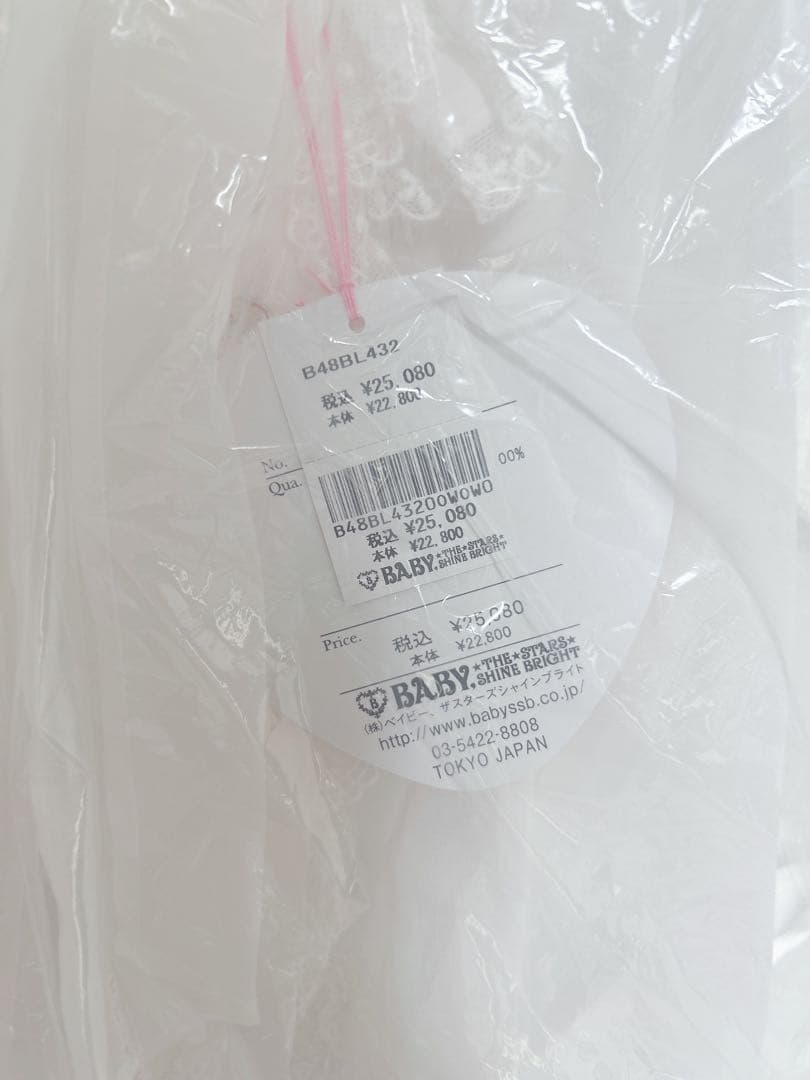 B48BL432
税込 ¥25,080
本体 ¥22,800
No.
Qua.
00%
B48BL43200W0W0
税込 ¥25,080
本体 ¥22,800
B BABY, ★THE★STARS★ SHINE BRIGHT
Price. 税込 ¥25,080
本体 ¥22,800
B BABY, ★THE★STARS★ SHINE BRIGHT
(株)ベイビー、ザスターズシャインブライト
http://www.babyssb.co.jp/
03-5422-8808
TOKYO JAPAN